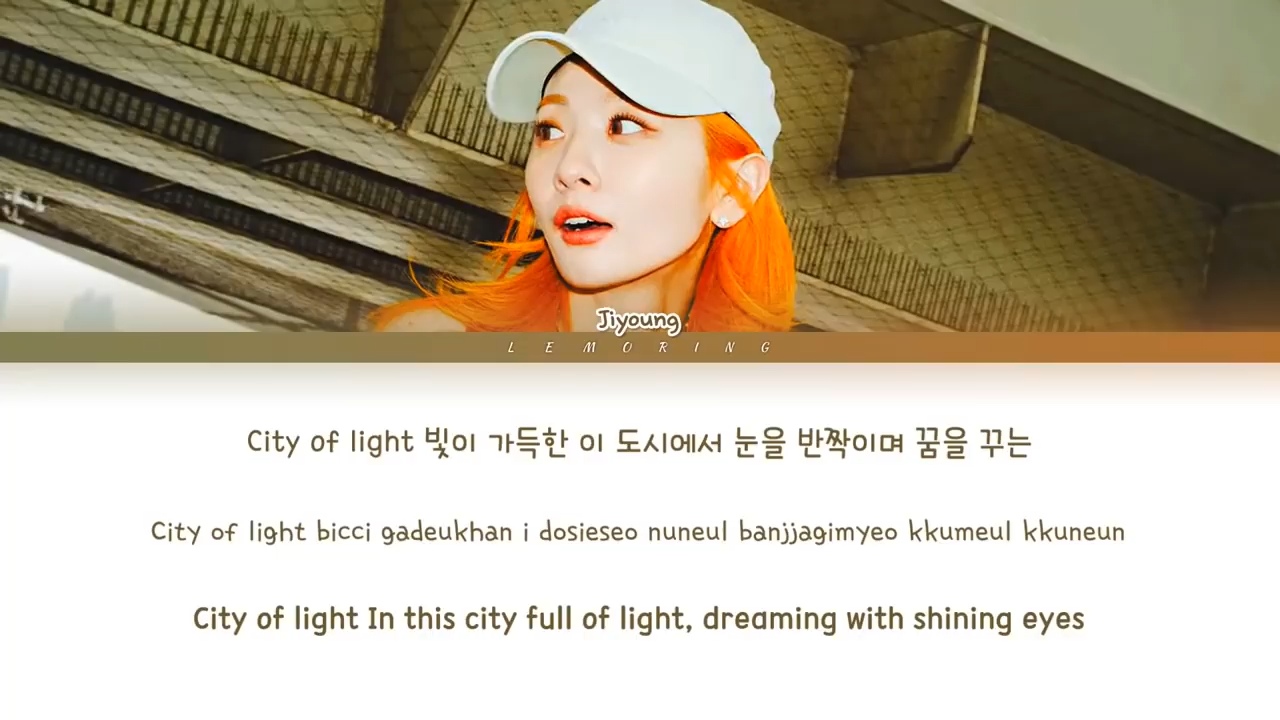 Jiyoung
LEMORING
City of light 빛이 가득한 이 도시에서 눈을 반짝이며 꿈을 꾸는
City of light bicci gadeukhan i dosieseo nuneul banjjagimyeo kkumeul kkuneun
City of light In this city full of light, dreaming with shining eyes